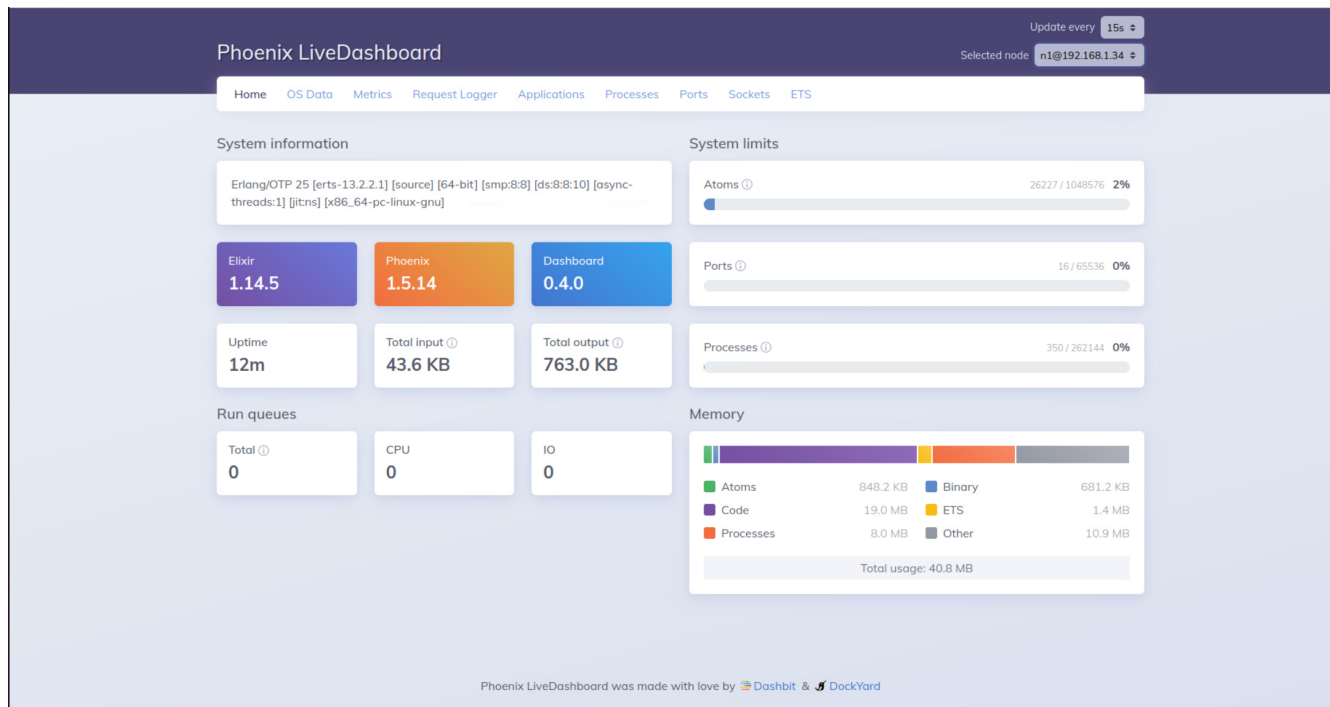 Update every 15s
Phoenix LiveDashboard
Selected node n1@192.168.1.34
Home OS Data Metrics Request Logger Applications Processes Ports Sockets ETS
System information
Erlang/OTP 25 [erts-13.2.2.1] [source] [64-bit] [smp:8:8] [ds:8:8:10] [async-
threads:1] [jit:ns] [x86_64-pc-linux-gnu]
Elixir
1.14.5
Phoenix
1.5.14
Dashboard
0.4.0
Uptime
12m
Total input
43.6 KB
Total output
763.0 KB
Run queues
Total
0
CPU
0
IO
0
System limits
Atoms 26227 / 1048576 2%
Ports 16 / 65536 0%
Processes 350 / 262144 0%
Memory
Atoms 848.2 KB Binary 681.2 KB
Code 19.0 MB ETS 1.4 MB
Processes 8.0 MB Other 10.9 MB
Total usage: 40.8 MB
Phoenix LiveDashboard was made with love by Dashbit & DockYard